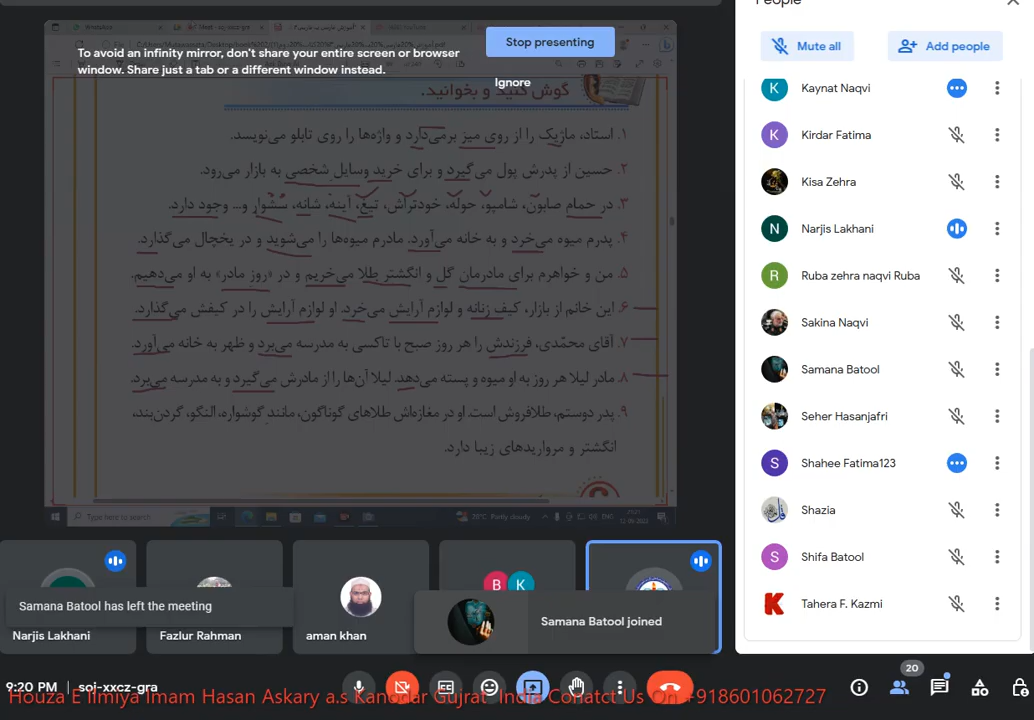 People
To avoid an infinity mirror, don't share your entire screen or browser
window. Share just a tab or a different window instead.
Stop presenting
Ignore
Mute all
Add people
گوش کنید و بخوانید.
۱. استاد، ماژیک را از روی میز برمی‌دارد و واژه‌ها را روی تابلو می‌نویسد.
۲. حسین از پدرش پول می‌گیرد و برای خرید وسایل شخصی به بازار می‌رود.
۳. در حمام صابون، شامپو، حوله، خودتراش، تیغ، آینه، شانه، سشوار و... وجود دارد.
۴. پدرم میوه می‌خرد و به خانه می‌آورد. مادرم میوه‌ها را می‌شوید و در یخچال می‌گذارد.
۵. من و خواهرم برای مادرمان گل و انگشتر طلا می‌خریم و در «روز مادر» به او می‌دهیم.
۶. این خانم از بازار، کیف زنانه و لوازم آرایش می‌خرد. او لوازم آرایش را در کیفش می‌گذارد.
۷. آقای محمّدی، فرزندش را هر روز صبح با تاکسی به مدرسه می‌برد و ظهر به خانه می‌آورد.
۸. مادر لیلا هر روز به او میوه و پسته می‌دهد. لیلا آن‌ها را از مادرش می‌گیرد و به مدرسه می‌برد.
۹. پدر دوستم، طلافروش است. او در مغازه‌اش طلاهای گوناگون، مانند گوشواره، النگو، گردن‌بند،
انگشتر و مرواریدهای زیبا دارد.
Type here to search
Partly cloudy
ENG
Kaynat Naqvi
Kirdar Fatima
Kisa Zehra
Narjis Lakhani
Ruba zehra naqvi Ruba
Sakina Naqvi
Samana Batool
Seher Hasanjafri
Shahee Fatima123
Shazia
Shifa Batool
Tahera F. Kazmi
K
K
N
R
S
S
K
B K
Samana Batool has left the meeting
Samana Batool joined
Narjis Lakhani
Fazlur Rahman
aman khan
20
9:20 PM | soi-xxcz-gra
Houza E Ilmiya Imam Hasan Askary a.s Kanodar Gujrat India Conatct Us On +918601062727